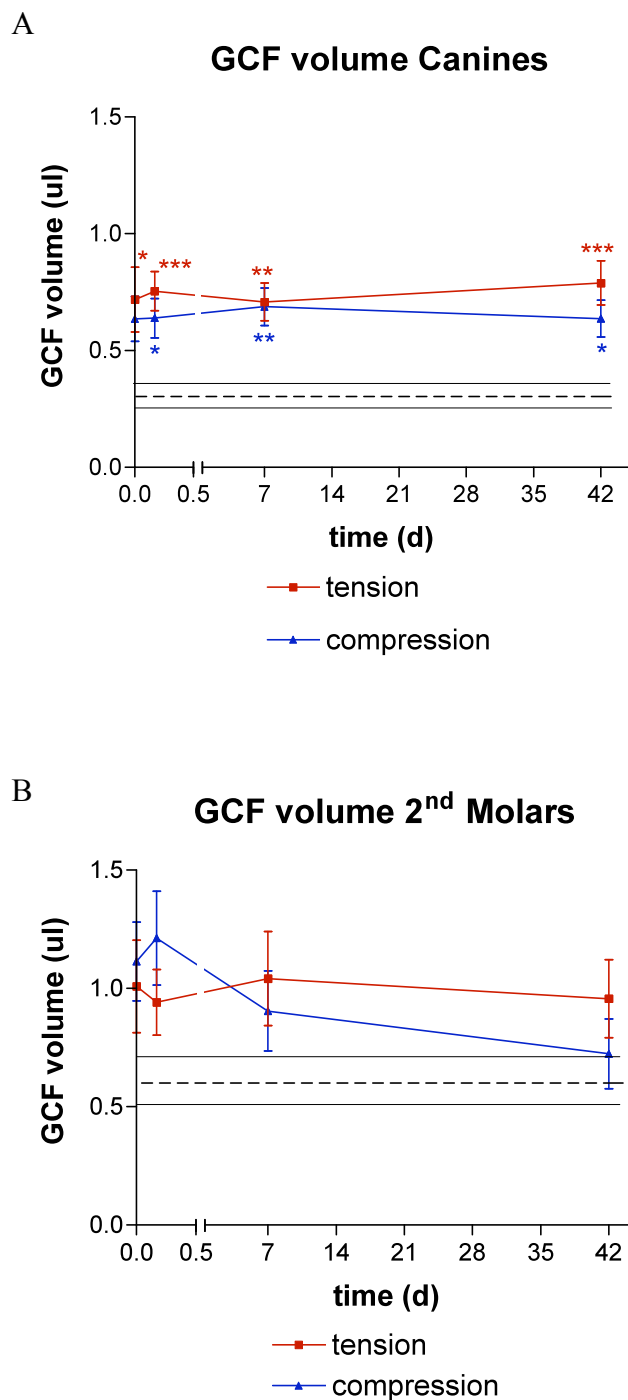 A
GCF volume Canines
GCF volume (ul)
1.5
1.0
0.5
0.0
* *** ** ***
* ** *
0.0 0.5 7 14 21 28 35 42
time (d)
tension
compression
B
GCF volume 2nd Molars
GCF volume (ul)
1.5
1.0
0.5
0.0
0.0 0.5 7 14 21 28 35 42
time (d)
tension
compression